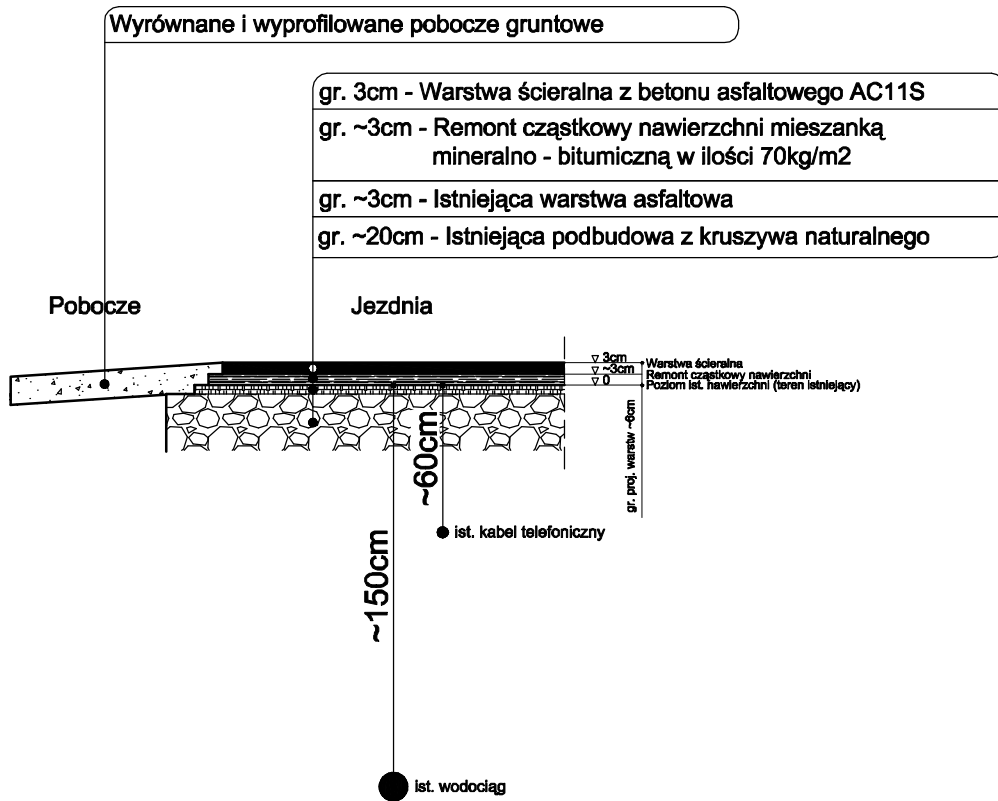 Wyrównane i wyprofilowane pobocze gruntowe
gr. 3cm - Warstwa ścieralna z betonu asfaltowego AC11S
gr. ~3cm - Remont cząstkowy nawierzchni mieszanką
mineralno - bitumiczną w ilości 70kg/m2
gr. ~3cm - Istniejąca warstwa asfaltowa
gr. ~20cm - Istniejąca podbudowa z kruszywa naturalnego
Pobocze
Jezdnia
3cm
Warstwa ścieralna
~3cm
Remont cząstkowy nawierzchni
0
Poziom ist. nawierzchni (teren istniejący)
gr. proj. warstw ~6cm
~60cm
ist. kabel telefoniczny
~150cm
ist. wodociąg